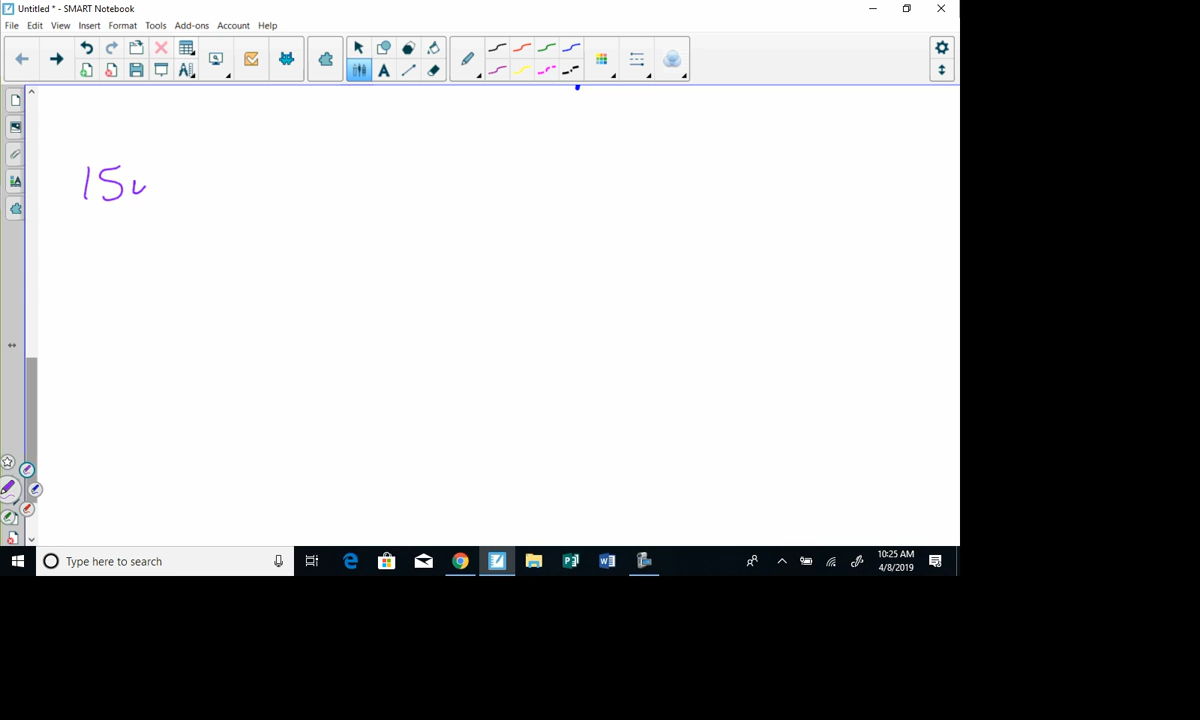 Untitled * - SMART Notebook
File Edit View Insert Format Tools Add-ons Account Help
15
Type here to search
10:25 AM
4/8/2019